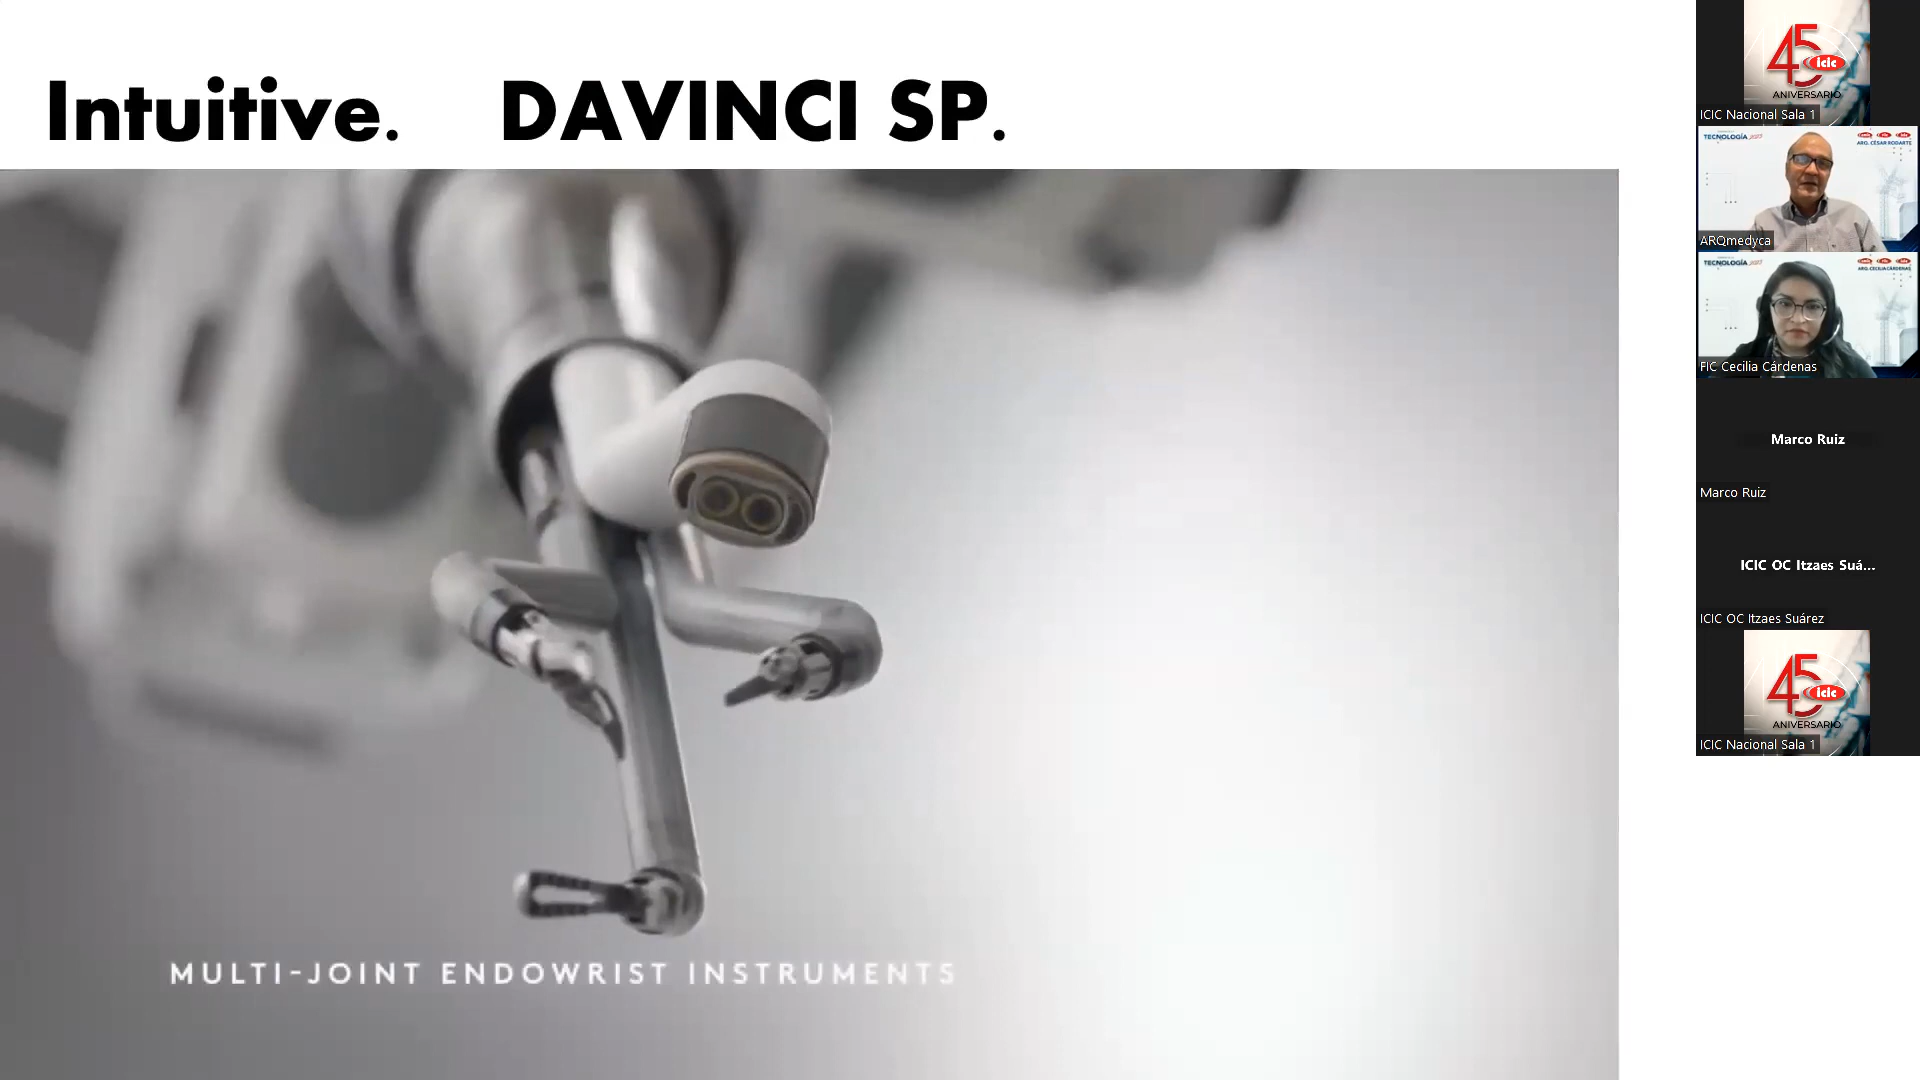 Intuitive. DAVINCI SP.
MULTI-JOINT ENDOWRIST INSTRUMENTS
45
icic
ANIVERSARIO
ICIC Nacional Sala 1
TECNOLOGÍA 2023
ARQ. CÉSAR RODARTE
ARQmedyca
TECNOLOGÍA 2023
ARQ. CECILIA CÁRDENAS
FIC Cecilia Cárdenas
Marco Ruiz
Marco Ruiz
ICIC OC Itzaes Suá...
ICIC OC Itzaes Suárez
45
icic
ANIVERSARIO
ICIC Nacional Sala 1